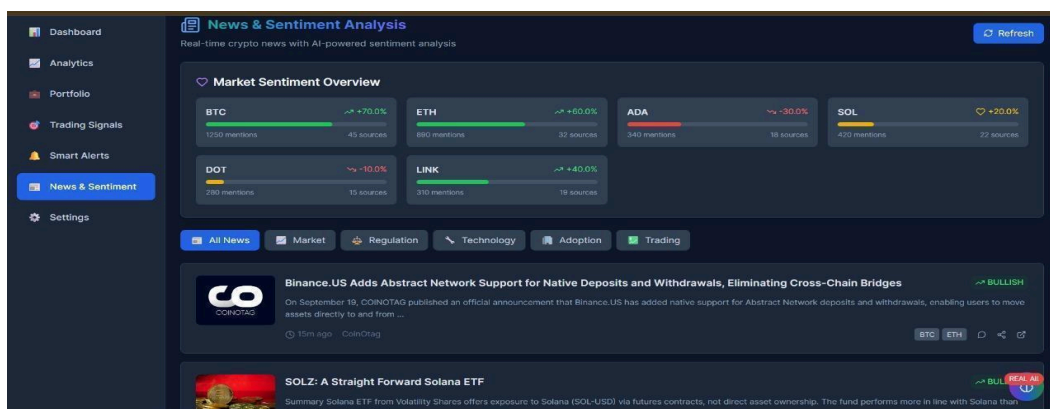 News & Sentiment Analysis
Real-time crypto news with AI-powered sentiment analysis
Refresh
Dashboard
Analytics
Portfolio
Trading Signals
Smart Alerts
News & Sentiment
Settings
Market Sentiment Overview
BTC +70.0%
1250 mentions 45 sources
ETH +60.0%
890 mentions 32 sources
ADA -30.0%
340 mentions 18 sources
SOL +20.0%
420 mentions 22 sources
DOT -10.0%
280 mentions 15 sources
LINK +40.0%
310 mentions 19 sources
All News Market Regulation Technology Adoption Trading
COINOTAG
Binance.US Adds Abstract Network Support for Native Deposits and Withdrawals, Eliminating Cross-Chain Bridges
BULLISH
On September 19, COINOTAG published an official announcement that Binance.US has added native support for Abstract Network deposits and withdrawals, enabling users to move
assets directly to and from ...
15m ago CoinOtag
BTC ETH
SOLZ: A Straight Forward Solana ETF
REAL AI!
Summary Solana ETF from Volatility Shares offers exposure to Solana (SOL-USD) via futures contracts, not direct asset ownership. The fund performs more in line with Solana than